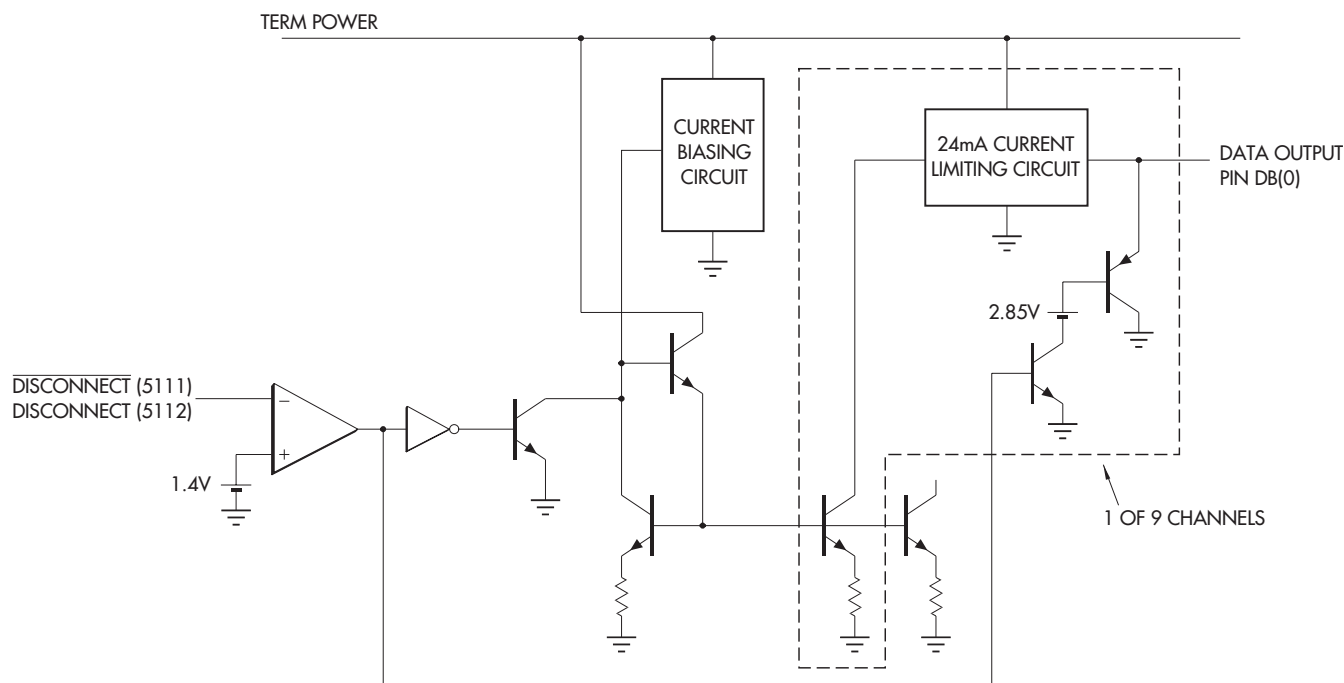 TERM POWER
CURRENT
BIASING
CIRCUIT
24mA CURRENT
LIMITING CIRCUIT
DATA OUTPUT
PIN DB(0)
2.85V
DISCONNECT (5111)
DISCONNECT (5112)
−
+
1.4V
1 OF 9 CHANNELS